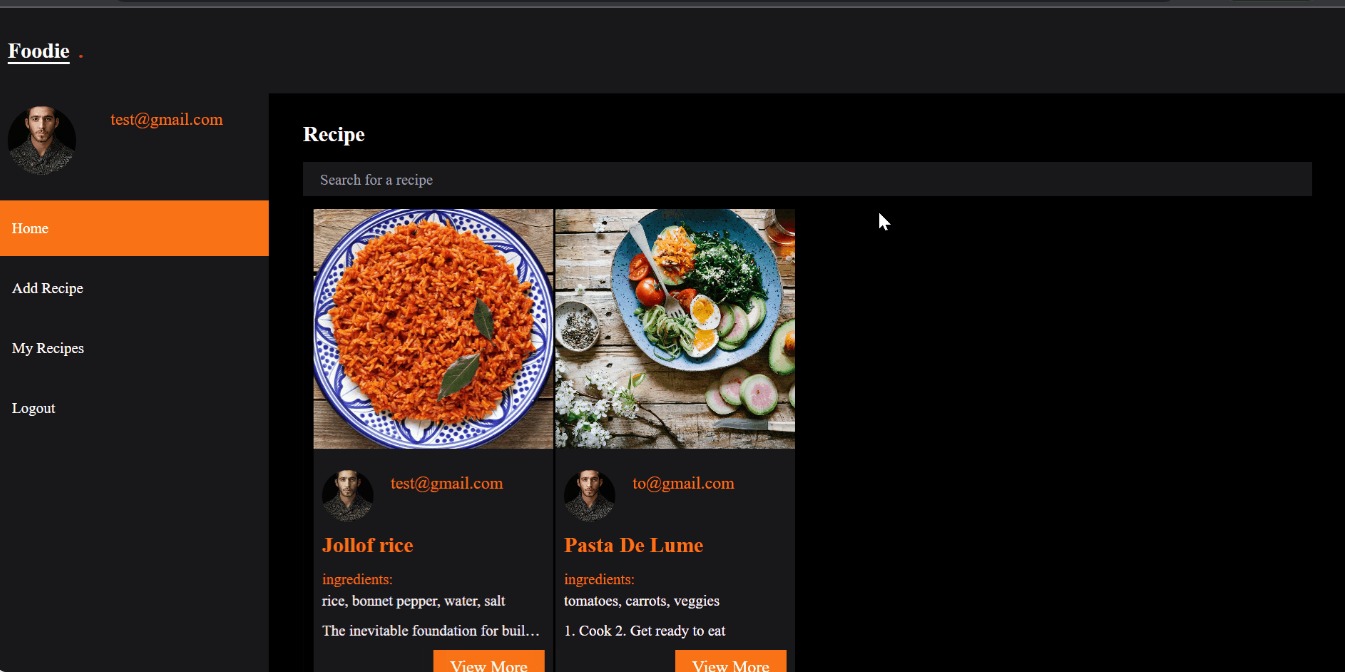 Foodie .
test@gmail.com
Home
Add Recipe
My Recipes
Logout
Recipe
Search for a recipe
test@gmail.com
Jollof rice
ingredients:
rice, bonnet pepper, water, salt
The inevitable foundation for buil…
View More
to@gmail.com
Pasta De Lume
ingredients:
tomatoes, carrots, veggies
1. Cook 2. Get ready to eat
View More